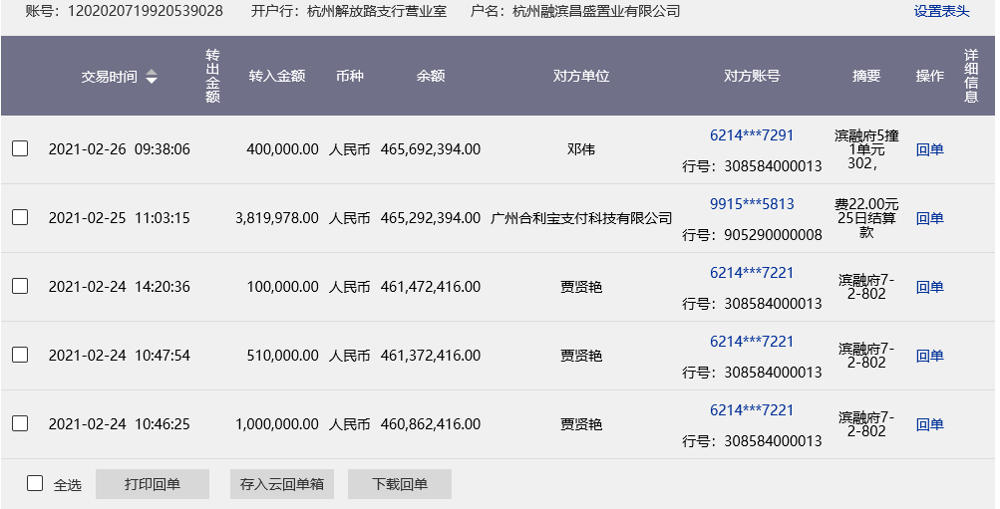 账号：1202020719920539028 开户行：杭州解放路支行营业室 户名：杭州融滨昌盛置业有限公司 设置表头
交易时间 转出金额 转入金额 币种 余额 对方单位 对方账号 摘要 操作 详细信息
2021-02-26 09:38:06 400,000.00 人民币 465,692,394.00 邓伟 6214***7291 行号：308584000013 滨融府5撞1单元302， 回单
2021-02-25 11:03:15 3,819,978.00 人民币 465,292,394.00 广州合利宝支付科技有限公司 9915***5813 行号：905290000008 费22.00元25日结算款 回单
2021-02-24 14:20:36 100,000.00 人民币 461,472,416.00 贾贤艳 6214***7221 行号：308584000013 滨融府7-2-802 回单
2021-02-24 10:47:54 510,000.00 人民币 461,372,416.00 贾贤艳 6214***7221 行号：308584000013 滨融府7-2-802 回单
2021-02-24 10:46:25 1,000,000.00 人民币 460,862,416.00 贾贤艳 6214***7221 行号：308584000013 滨融府7-2-802 回单
全选 打印回单 存入云回单箱 下载回单